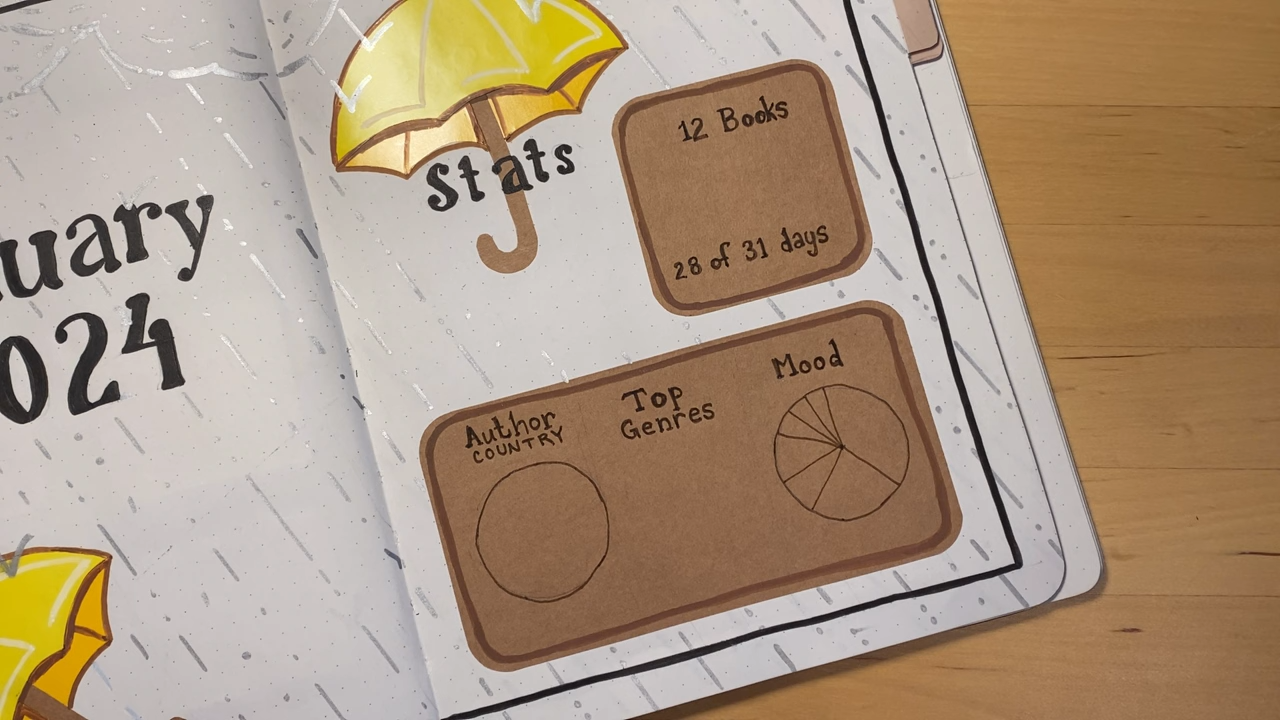 uary
024
Stats
12 Books
28 of 31 days
Author
COUNTRY
Top
Genres
Mood